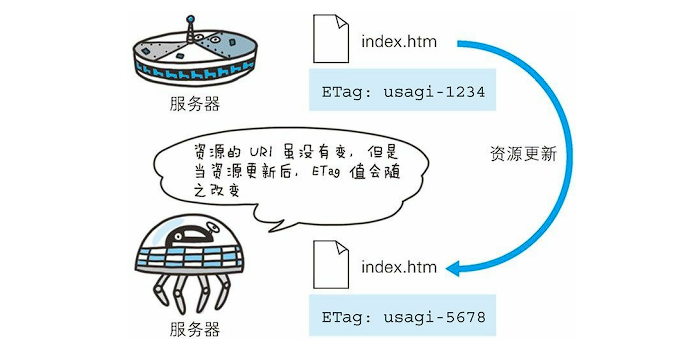 index.htm
ETag: usagi-1234
服务器
资源更新
资源的 URI 虽没有变，但是
当资源更新后，ETag 值会随
之改变
index.htm
ETag: usagi-5678
服务器